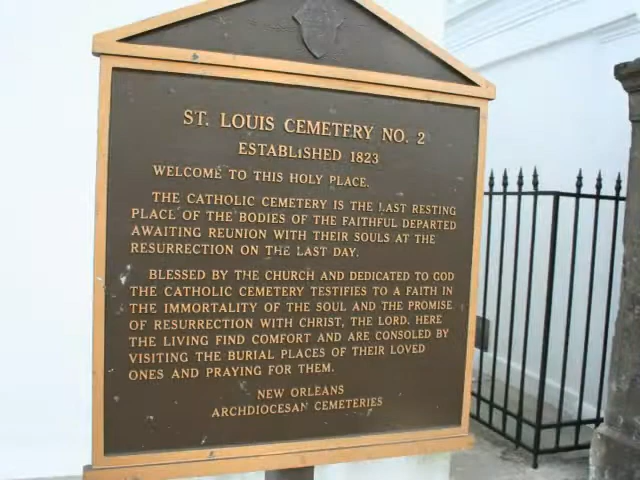 ST. LOUIS CEMETERY NO. 2
ESTABLISHED 1823
WELCOME TO THIS HOLY PLACE.
THE CATHOLIC CEMETERY IS THE LAST RESTING
PLACE OF THE BODIES OF THE FAITHFUL DEPARTED
AWAITING REUNION WITH THEIR SOULS AT THE
RESURRECTION ON THE LAST DAY.
BLESSED BY THE CHURCH AND DEDICATED TO GOD
THE CATHOLIC CEMETERY TESTIFIES TO A FAITH IN
THE IMMORTALITY OF THE SOUL AND THE PROMISE
OF RESURRECTION WITH CHRIST, THE LORD. HERE
THE LIVING FIND COMFORT AND ARE CONSOLED BY
VISITING THE BURIAL PLACES OF THEIR LOVED
ONES AND PRAYING FOR THEM.
NEW ORLEANS
ARCHDIOCESAN CEMETERIES